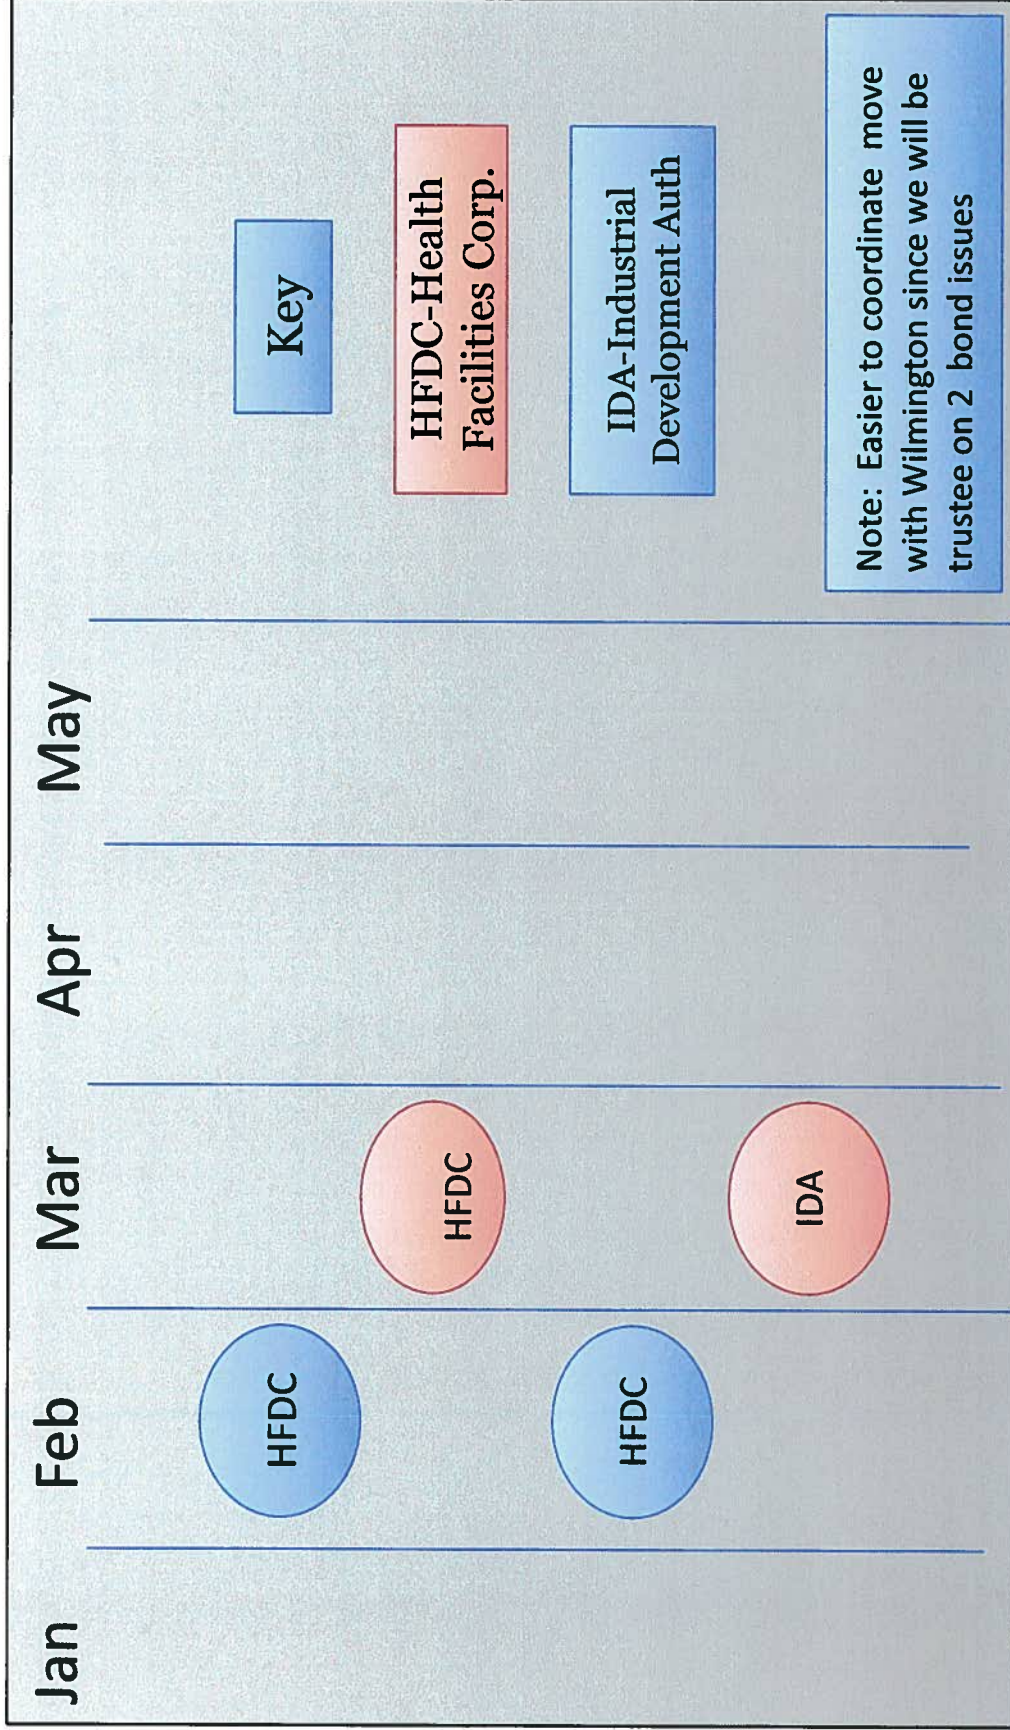 Jan
Feb
Mar
Apr
May
HFDC
HFDC
HFDC
IDA
Key
HFDC-Health
Facilities Corp.
IDA-Industrial
Development Auth
Note: Easier to coordinate move
with Wilmington since we will be
trustee on 2 bond issues